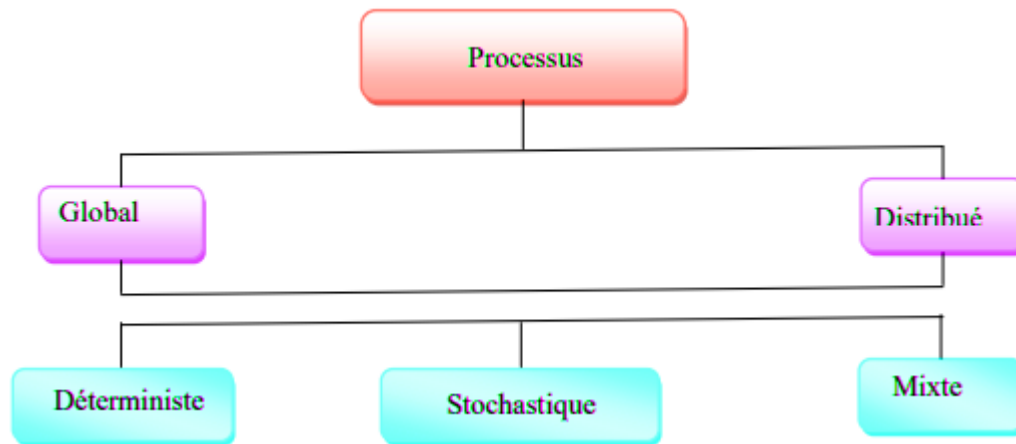 Processus
Global
Distribué
Déterministe
Stochastique
Mixte